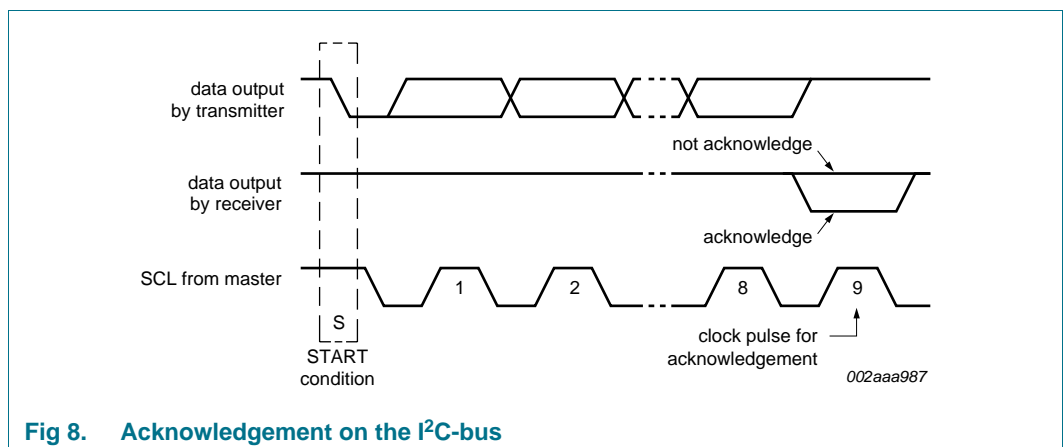 data output
by transmitter
not acknowledge
data output
by receiver
acknowledge
SCL from master
1
2
8
9
S
START
condition
clock pulse for
acknowledgement
002aaa987
Fig 8. Acknowledgement on the I²C-bus